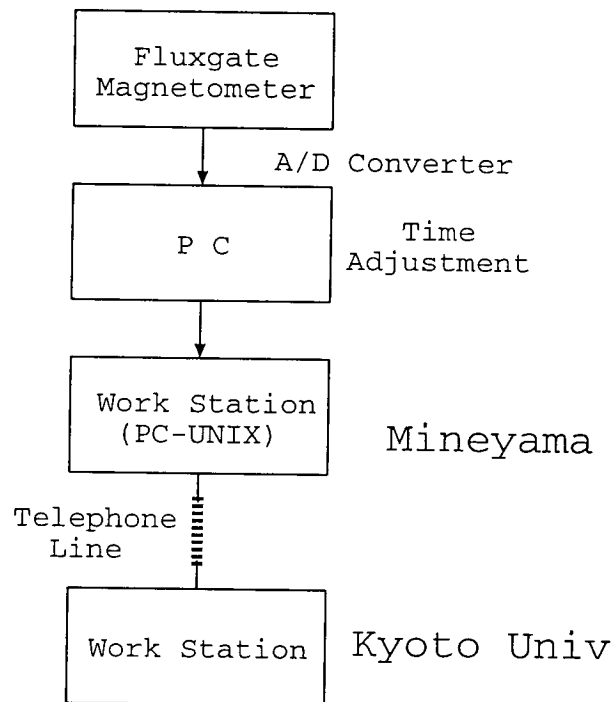 Fluxgate
Magnetometer
A/D Converter
P C
Time
Adjustment
Work Station
(PC-UNIX)
Mineyama
Telephone
Line
Work Station
Kyoto Univ